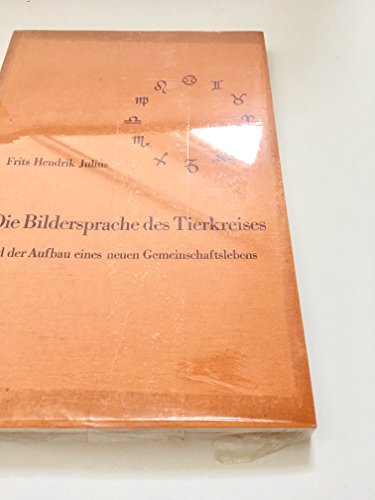 Frits Hendrik Julius
Die Bildersprache des Tierkreises
d der Aufbau eines neuen Gemeinschaftslebens